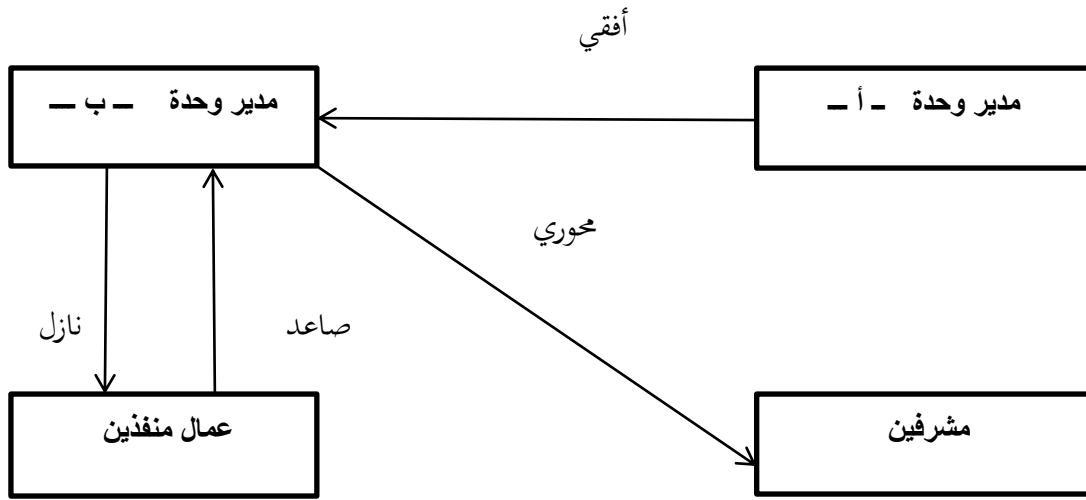 أفقي
مدير وحدة ـ أ ـ
مدير وحدة ـ ب ـ
محوري
صاعد
نازل
مشرفين
عمال منفذين